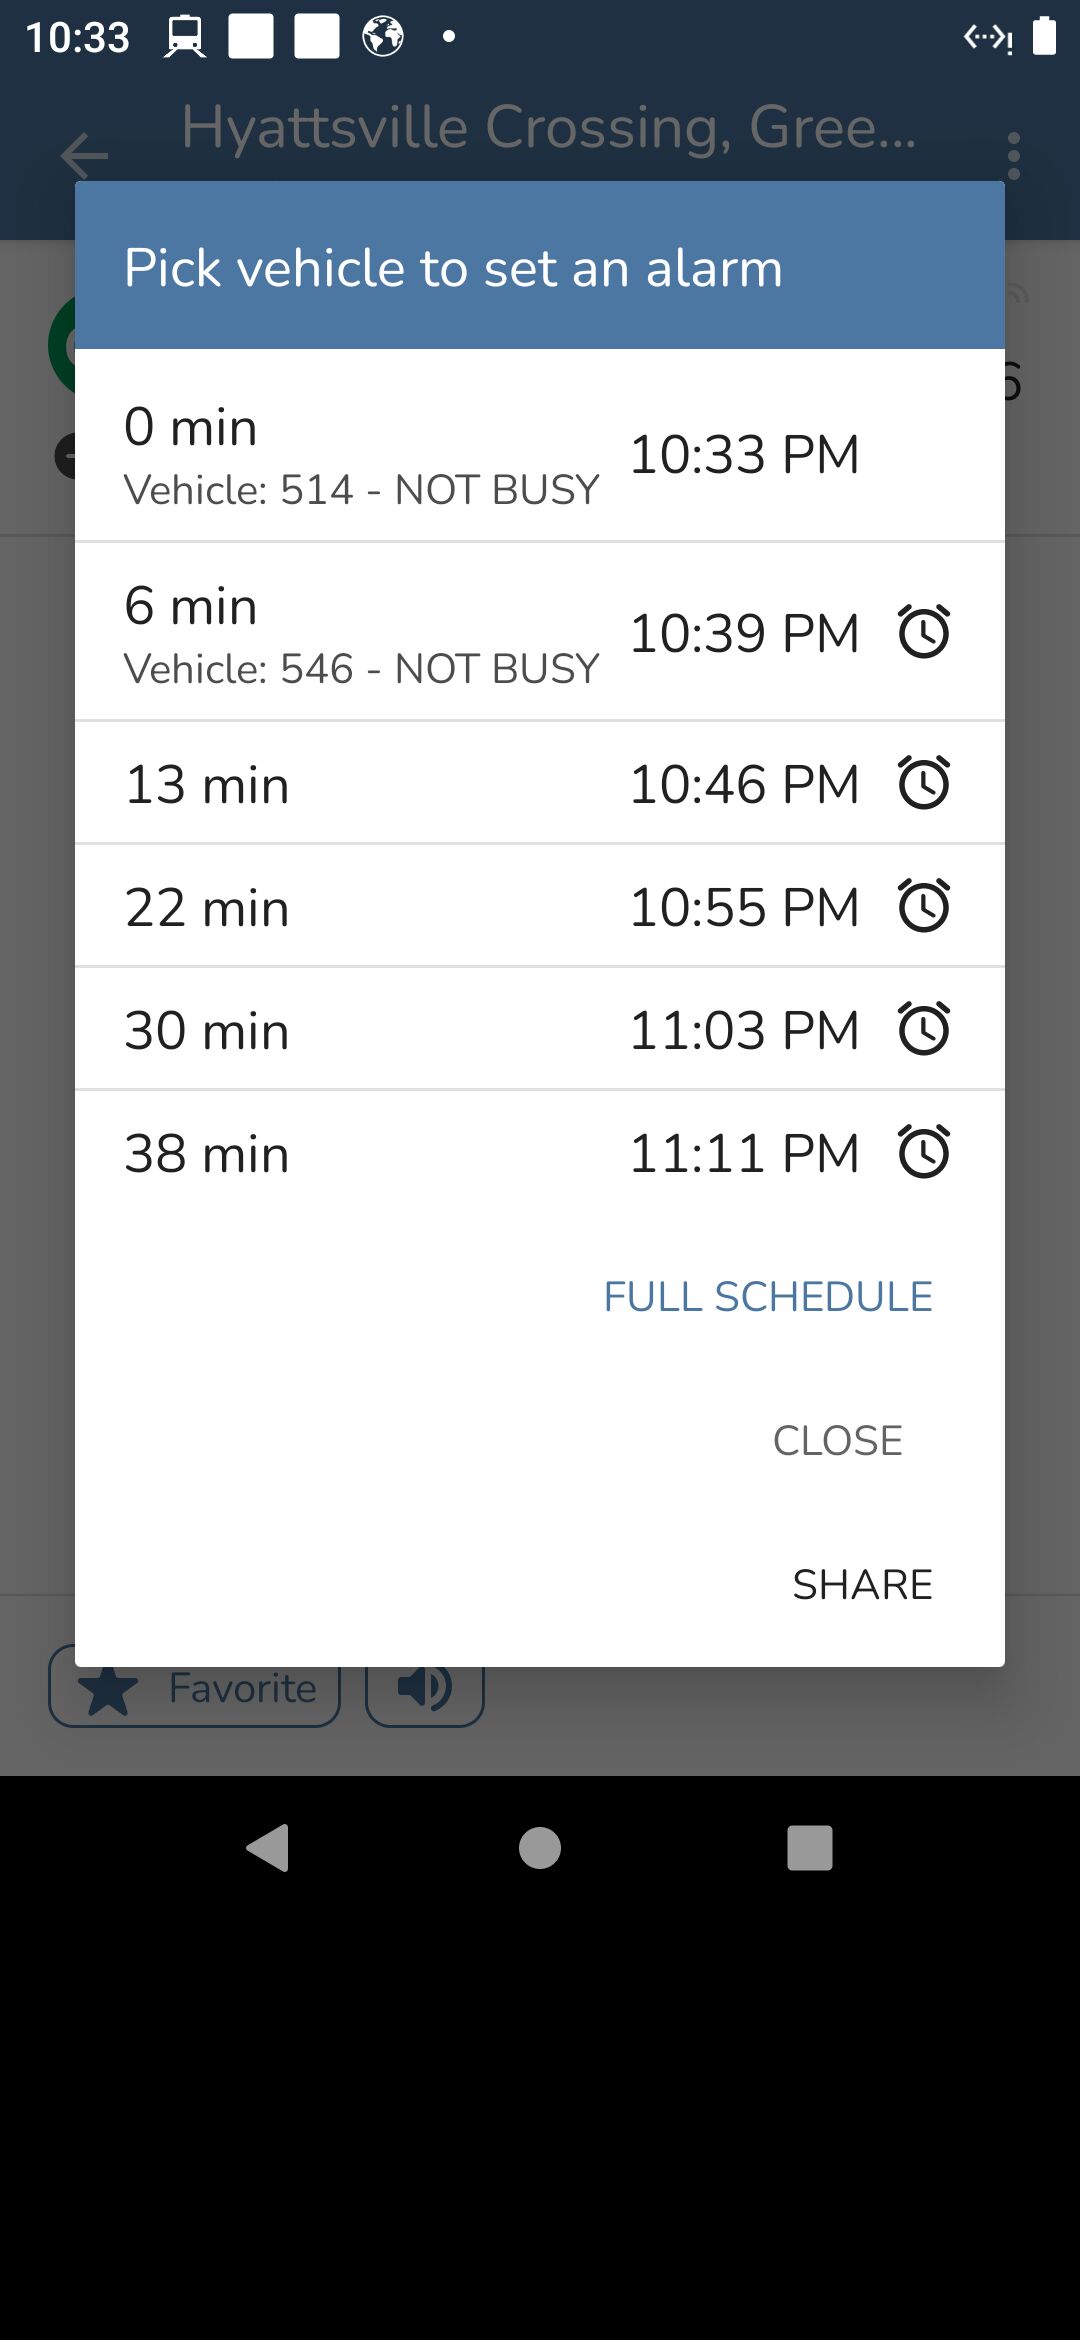 10:33
Hyattsville Crossing, Gree...
Pick vehicle to set an alarm
0 min
Vehicle: 514 - NOT BUSY
10:33 PM
6 min
Vehicle: 546 - NOT BUSY
10:39 PM
13 min
10:46 PM
22 min
10:55 PM
30 min
11:03 PM
38 min
11:11 PM
FULL SCHEDULE
CLOSE
SHARE
Favorite